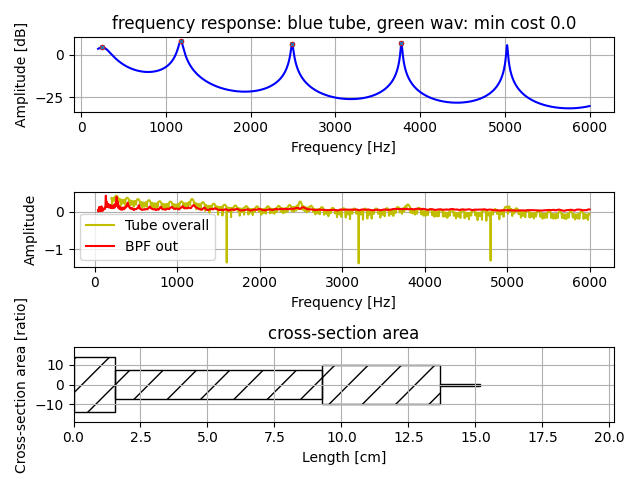 frequency response: blue tube, green wav: min cost 0.0
Amplitude [dB]
0
−25
0 1000 2000 3000 4000 5000 6000
Frequency [Hz]
Amplitude
0
−1
Tube overall
BPF out
0 1000 2000 3000 4000 5000 6000
Frequency [Hz]
cross-section area
Cross-section area [ratio]
10
0
−10
0.0 2.5 5.0 7.5 10.0 12.5 15.0 17.5 20.0
Length [cm]